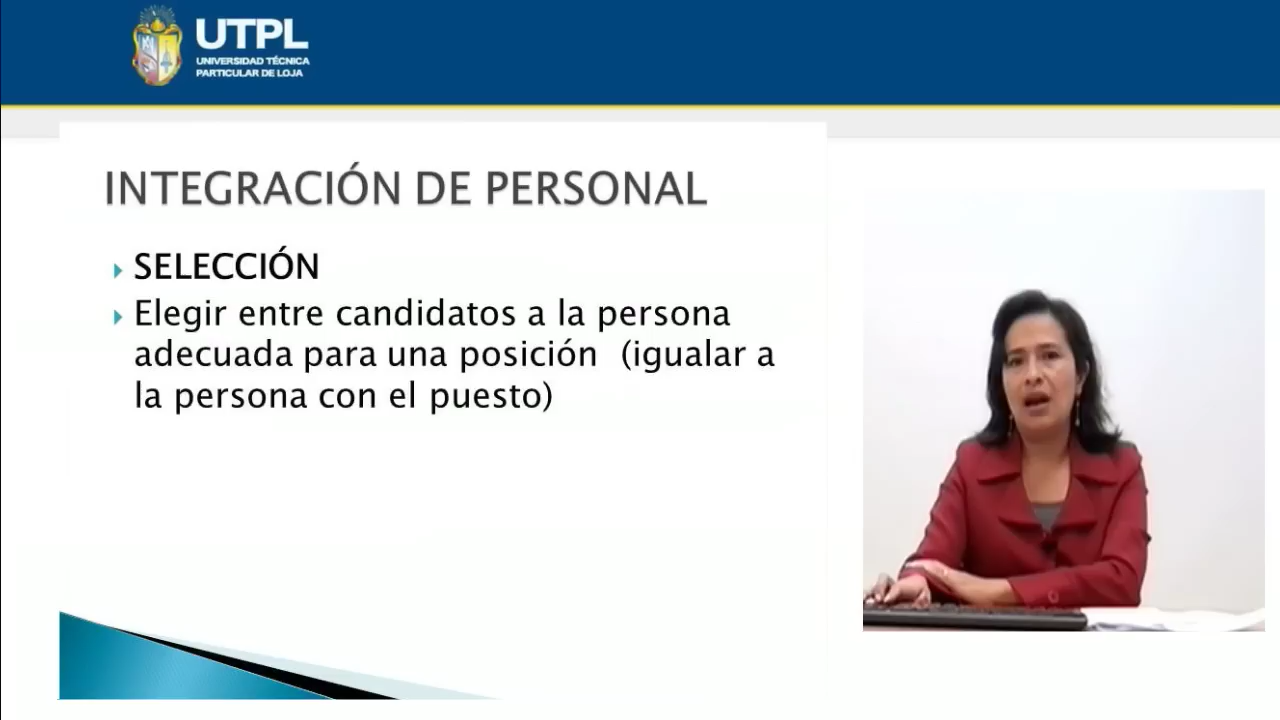 UTPL
UNIVERSIDAD TÉCNICA
PARTICULAR DE LOJA
INTEGRACIÓN DE PERSONAL
SELECCIÓN
Elegir entre candidatos a la persona
adecuada para una posición (igualar a
la persona con el puesto)